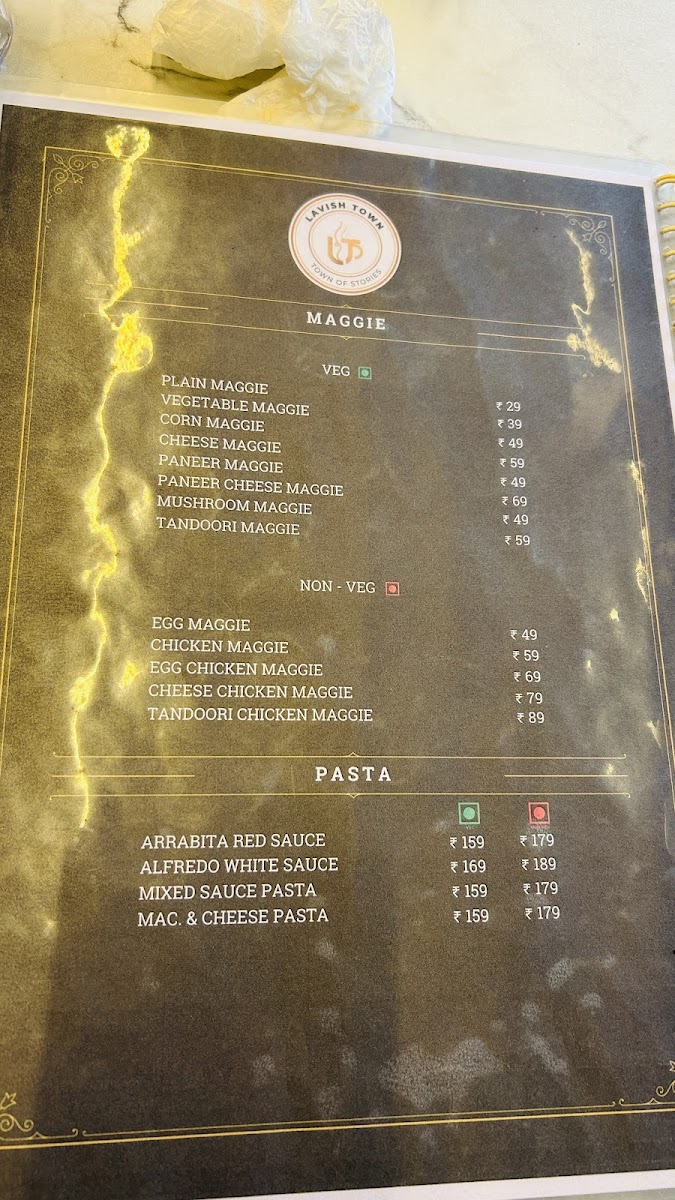 LAVISH TOWN
LTS
TOWN OF STORIES
MAGGIE
VEG
PLAIN MAGGIE ₹ 29
VEGETABLE MAGGIE ₹ 39
CORN MAGGIE ₹ 49
CHEESE MAGGIE ₹ 59
PANEER MAGGIE ₹ 49
PANEER CHEESE MAGGIE ₹ 69
MUSHROOM MAGGIE ₹ 49
TANDOORI MAGGIE ₹ 59
NON - VEG
EGG MAGGIE ₹ 49
CHICKEN MAGGIE ₹ 59
EGG CHICKEN MAGGIE ₹ 69
CHEESE CHICKEN MAGGIE ₹ 79
TANDOORI CHICKEN MAGGIE ₹ 89
PASTA
ARRABITA RED SAUCE ₹ 159 ₹ 179
ALFREDO WHITE SAUCE ₹ 169 ₹ 189
MIXED SAUCE PASTA ₹ 159 ₹ 179
MAC. & CHEESE PASTA ₹ 159 ₹ 179